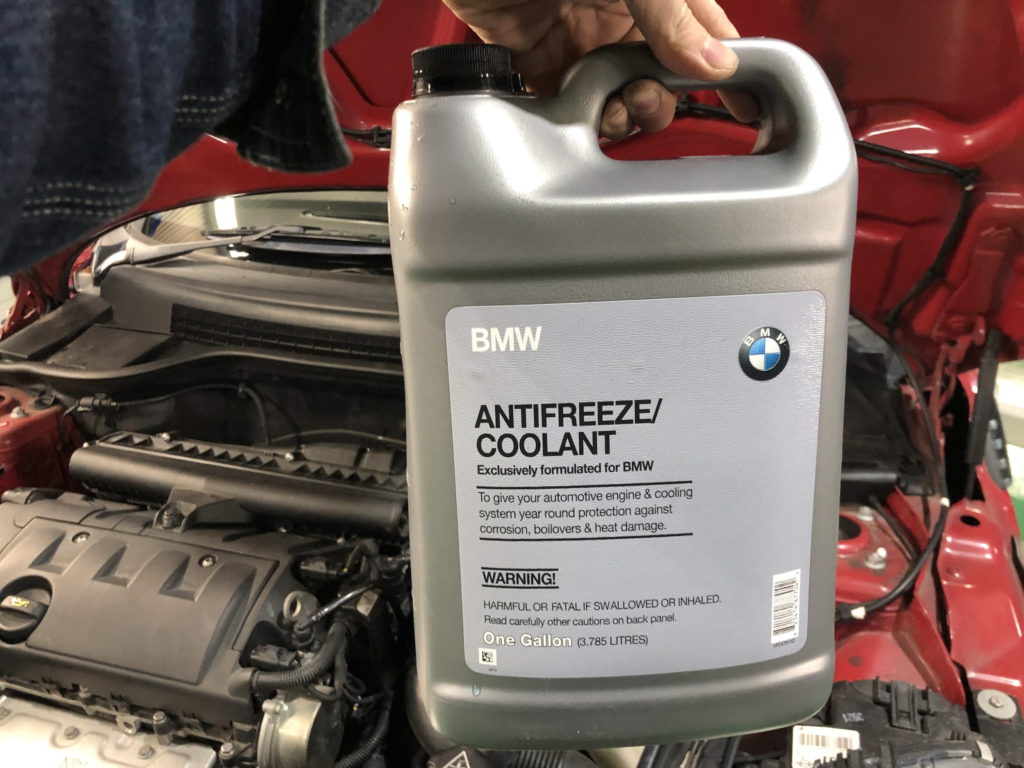 BMW
BMW
ANTIFREEZE/
COOLANT
Exclusively formulated for BMW
To give your automotive engine & cooling
system year round protection against
corrosion, boilovers & heat damage.
WARNING!
HARMFUL OR FATAL IF SWALLOWED OR INHALED.
Read carefully other cautions on back panel.
One Gallon (3.785 LITRES)